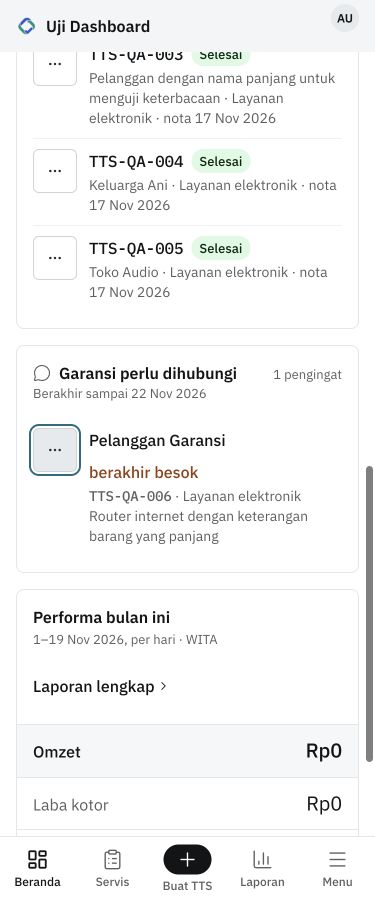 Uji Dashboard
AU
TTS-QA-003 Selesai
Pelanggan dengan nama panjang untuk
menguji keterbacaan · Layanan
elektronik · nota 17 Nov 2026
TTS-QA-004 Selesai
Keluarga Ani · Layanan elektronik · nota
17 Nov 2026
TTS-QA-005 Selesai
Toko Audio · Layanan elektronik · nota
17 Nov 2026
Garansi perlu dihubungi
1 pengingat
Berakhir sampai 22 Nov 2026
Pelanggan Garansi
berakhir besok
TTS-QA-006 · Layanan elektronik
Router internet dengan keterangan
barang yang panjang
Performa bulan ini
1–19 Nov 2026, per hari · WITA
Laporan lengkap
Omzet Rp0
Laba kotor Rp0
Beranda
Servis
Buat TTS
Laporan
Menu